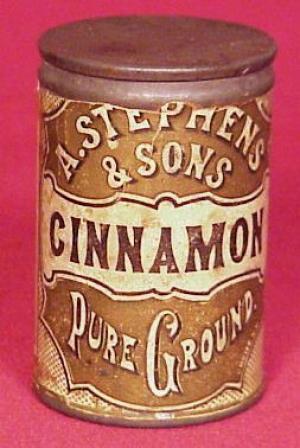 A. STEPHENS
& SONS
CINNAMON
PURE GROUND.